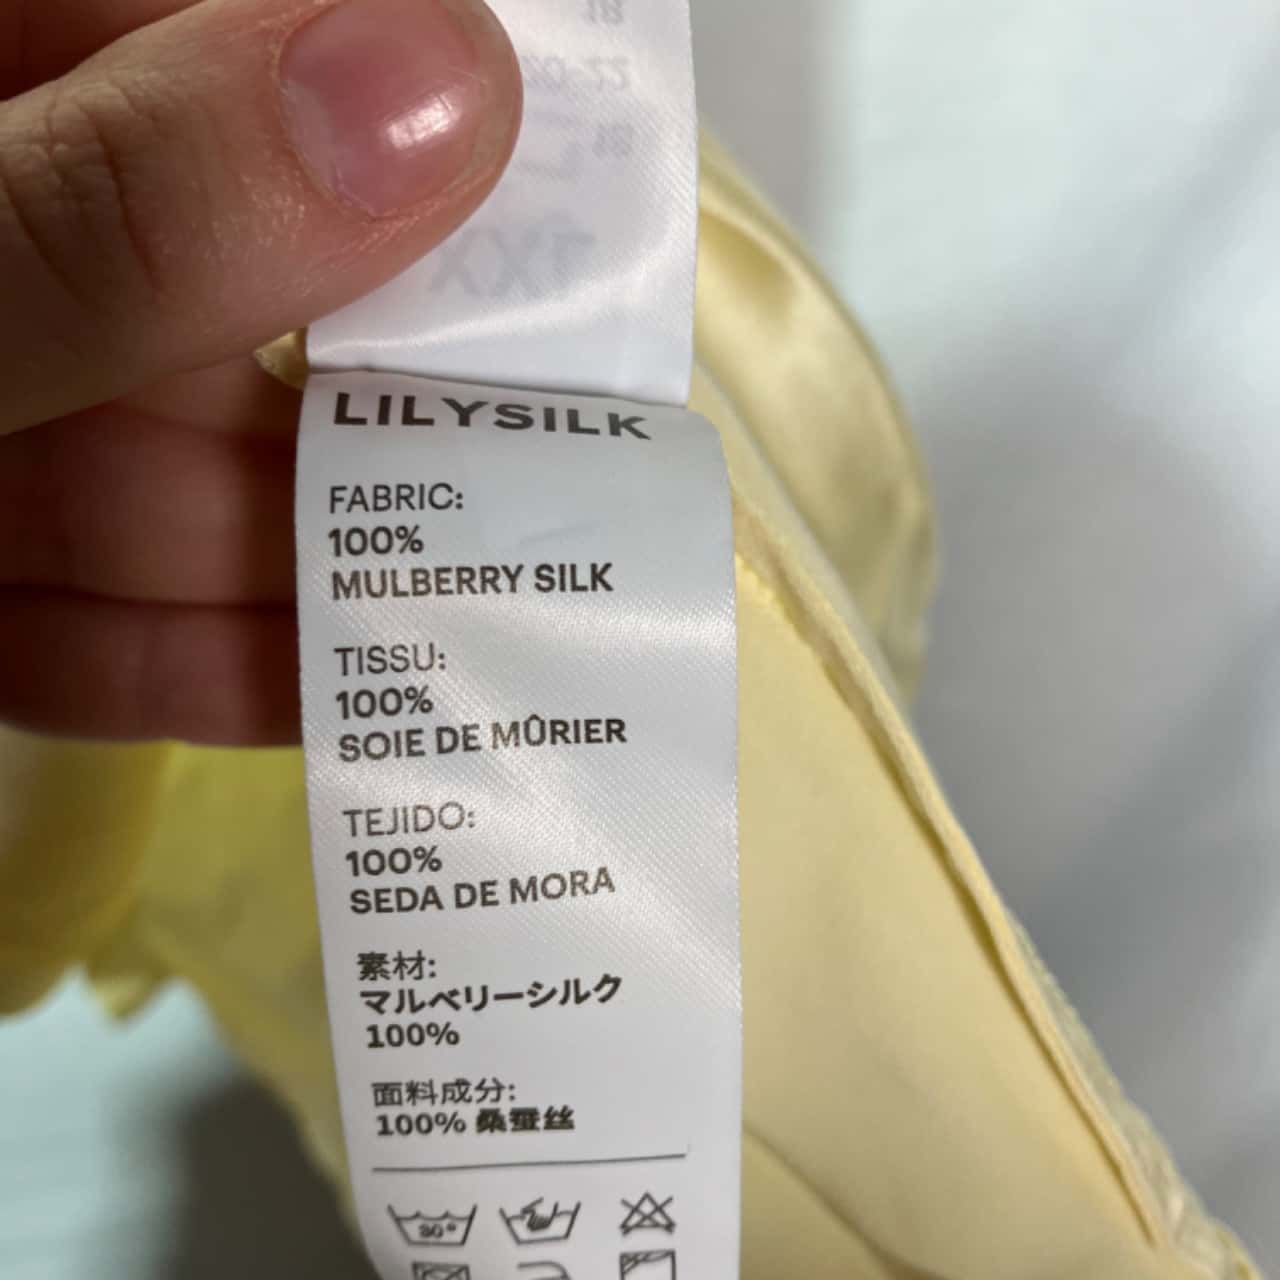 LILYSILK
FABRIC:
100%
MULBERRY SILK
TISSU:
100%
SOIE DE MÛRIER
TEJIDO:
100%
SEDA DE MORA
素材:
マルベリーシルク
100%
面料成分:
100% 桑蚕丝
30°